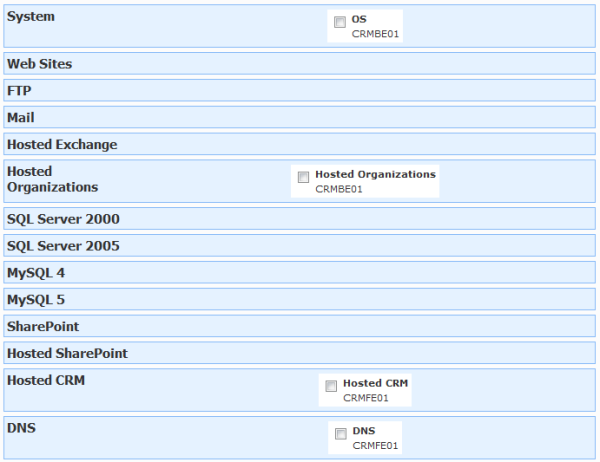 System
OS
CRMBE01
Web Sites
FTP
Mail
Hosted Exchange
Hosted
Organizations
Hosted Organizations
CRMBE01
SQL Server 2000
SQL Server 2005
MySQL 4
MySQL 5
SharePoint
Hosted SharePoint
Hosted CRM
Hosted CRM
CRMFE01
DNS
DNS
CRMFE01